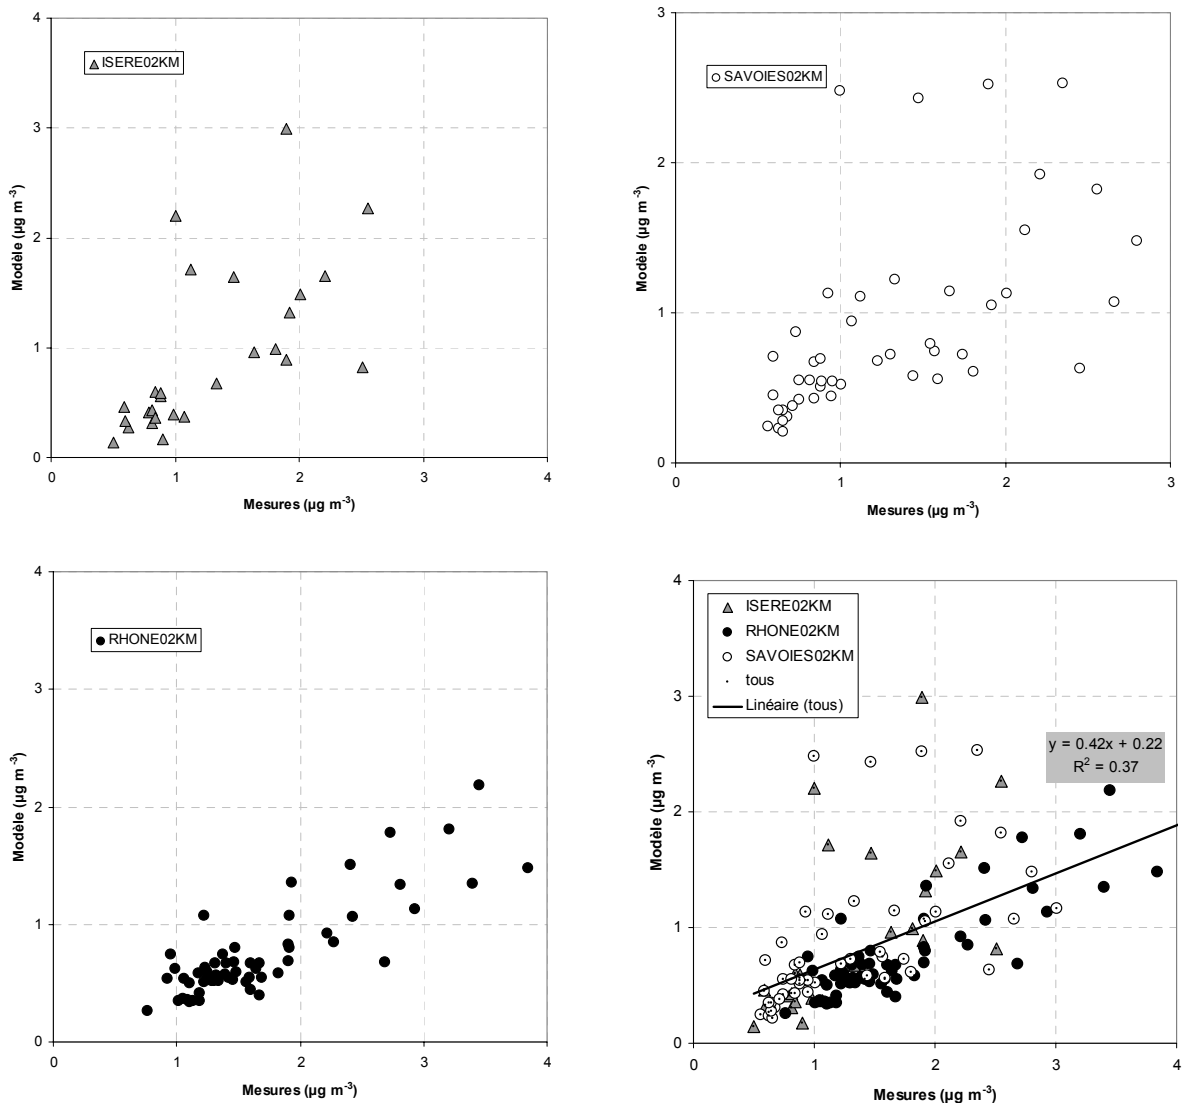 ISERE02KM
4
3
2
1
0
0
1
2
3
4
Modèle (µg m⁻³)
Mesures (µg m⁻³)
SAVOIES02KM
3
2
1
0
0
1
2
3
Modèle (µg m⁻³)
Mesures (µg m⁻³)
RHONE02KM
4
3
2
1
0
0
1
2
3
4
Modèle (µg m⁻³)
Mesures (µg m⁻³)
ISERE02KM
RHONE02KM
SAVOIES02KM
tous
Linéaire (tous)
y = 0.42x + 0.22
R² = 0.37
4
3
2
1
0
0
1
2
3
4
Modèle (µg m⁻³)
Mesures (µg m⁻³)